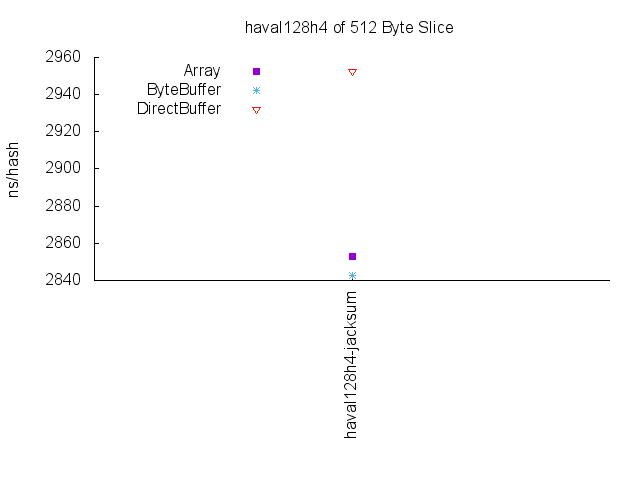 haval128h4 of 512 Byte Slice
2960
2940
2920
2900
2880
2860
2840
ns/hash
Array
ByteBuffer
DirectBuffer
haval128h4-jacksum